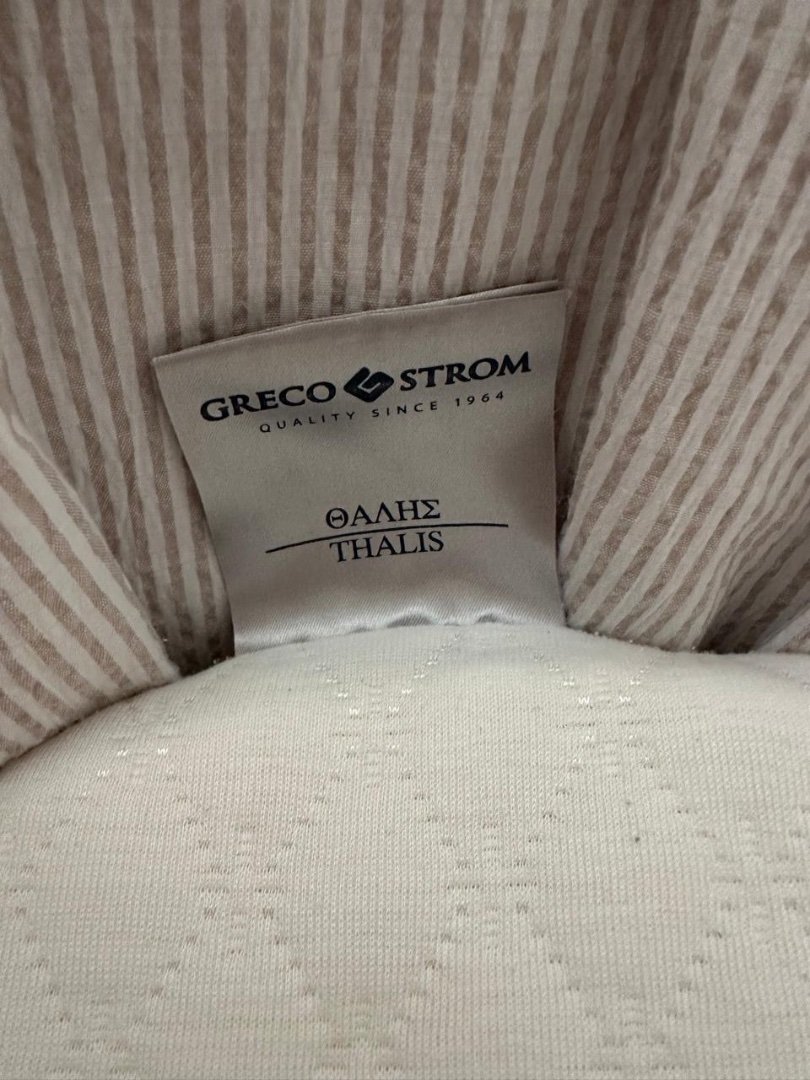 GRECO STROM
QUALITY SINCE 1964
ΘΑΛΗΣ
THALIS